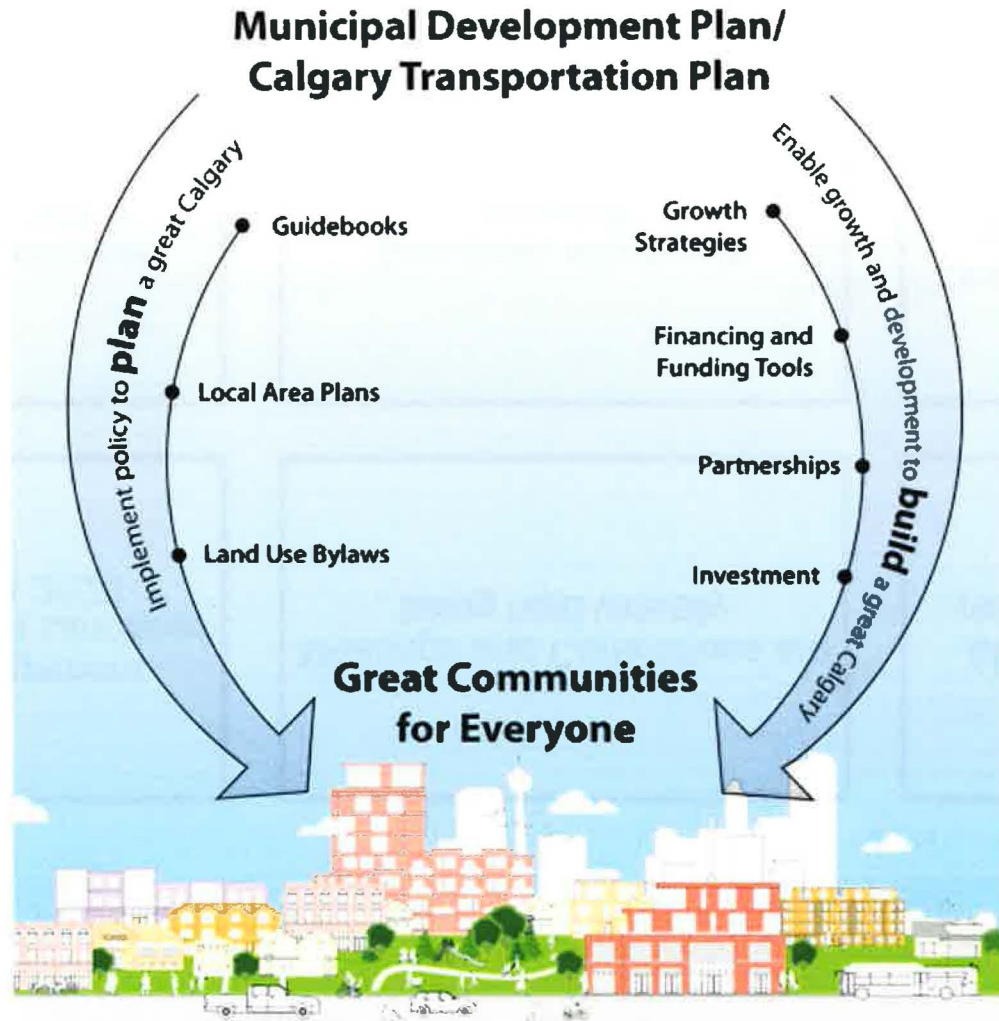 Municipal Development Plan/
Calgary Transportation Plan
Implement policy to plan a great Calgary
Guidebooks
Local Area Plans
Land Use Bylaws
Enable growth and development to build a great Calgary
Growth
Strategies
Financing and
Funding Tools
Partnerships
Investment
Great Communities
for Everyone